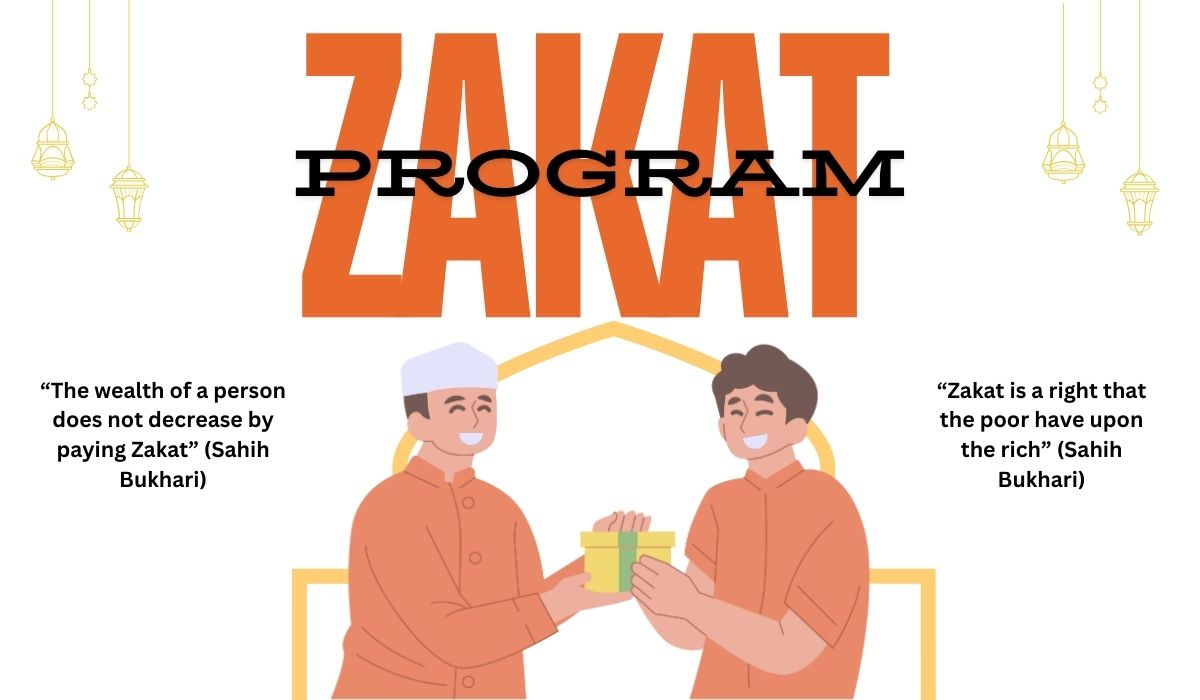 ZAKAT
PROGRAM
“The wealth of a person
does not decrease by
paying Zakat” (Sahih
Bukhari)
“Zakat is a right that
the poor have upon
the rich” (Sahih
Bukhari)